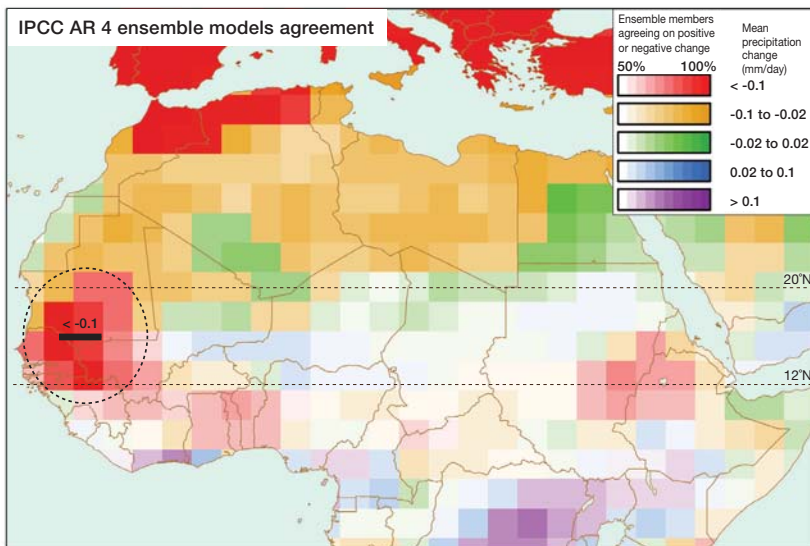 IPCC AR 4 ensemble models agreement
Ensemble members
agreeing on positive
or negative change
50% 100%
Mean
precipitation
change
(mm/day)
< -0.1
-0.1 to -0.02
-0.02 to 0.02
0.02 to 0.1
> 0.1
20°N
< -0.1
12°N